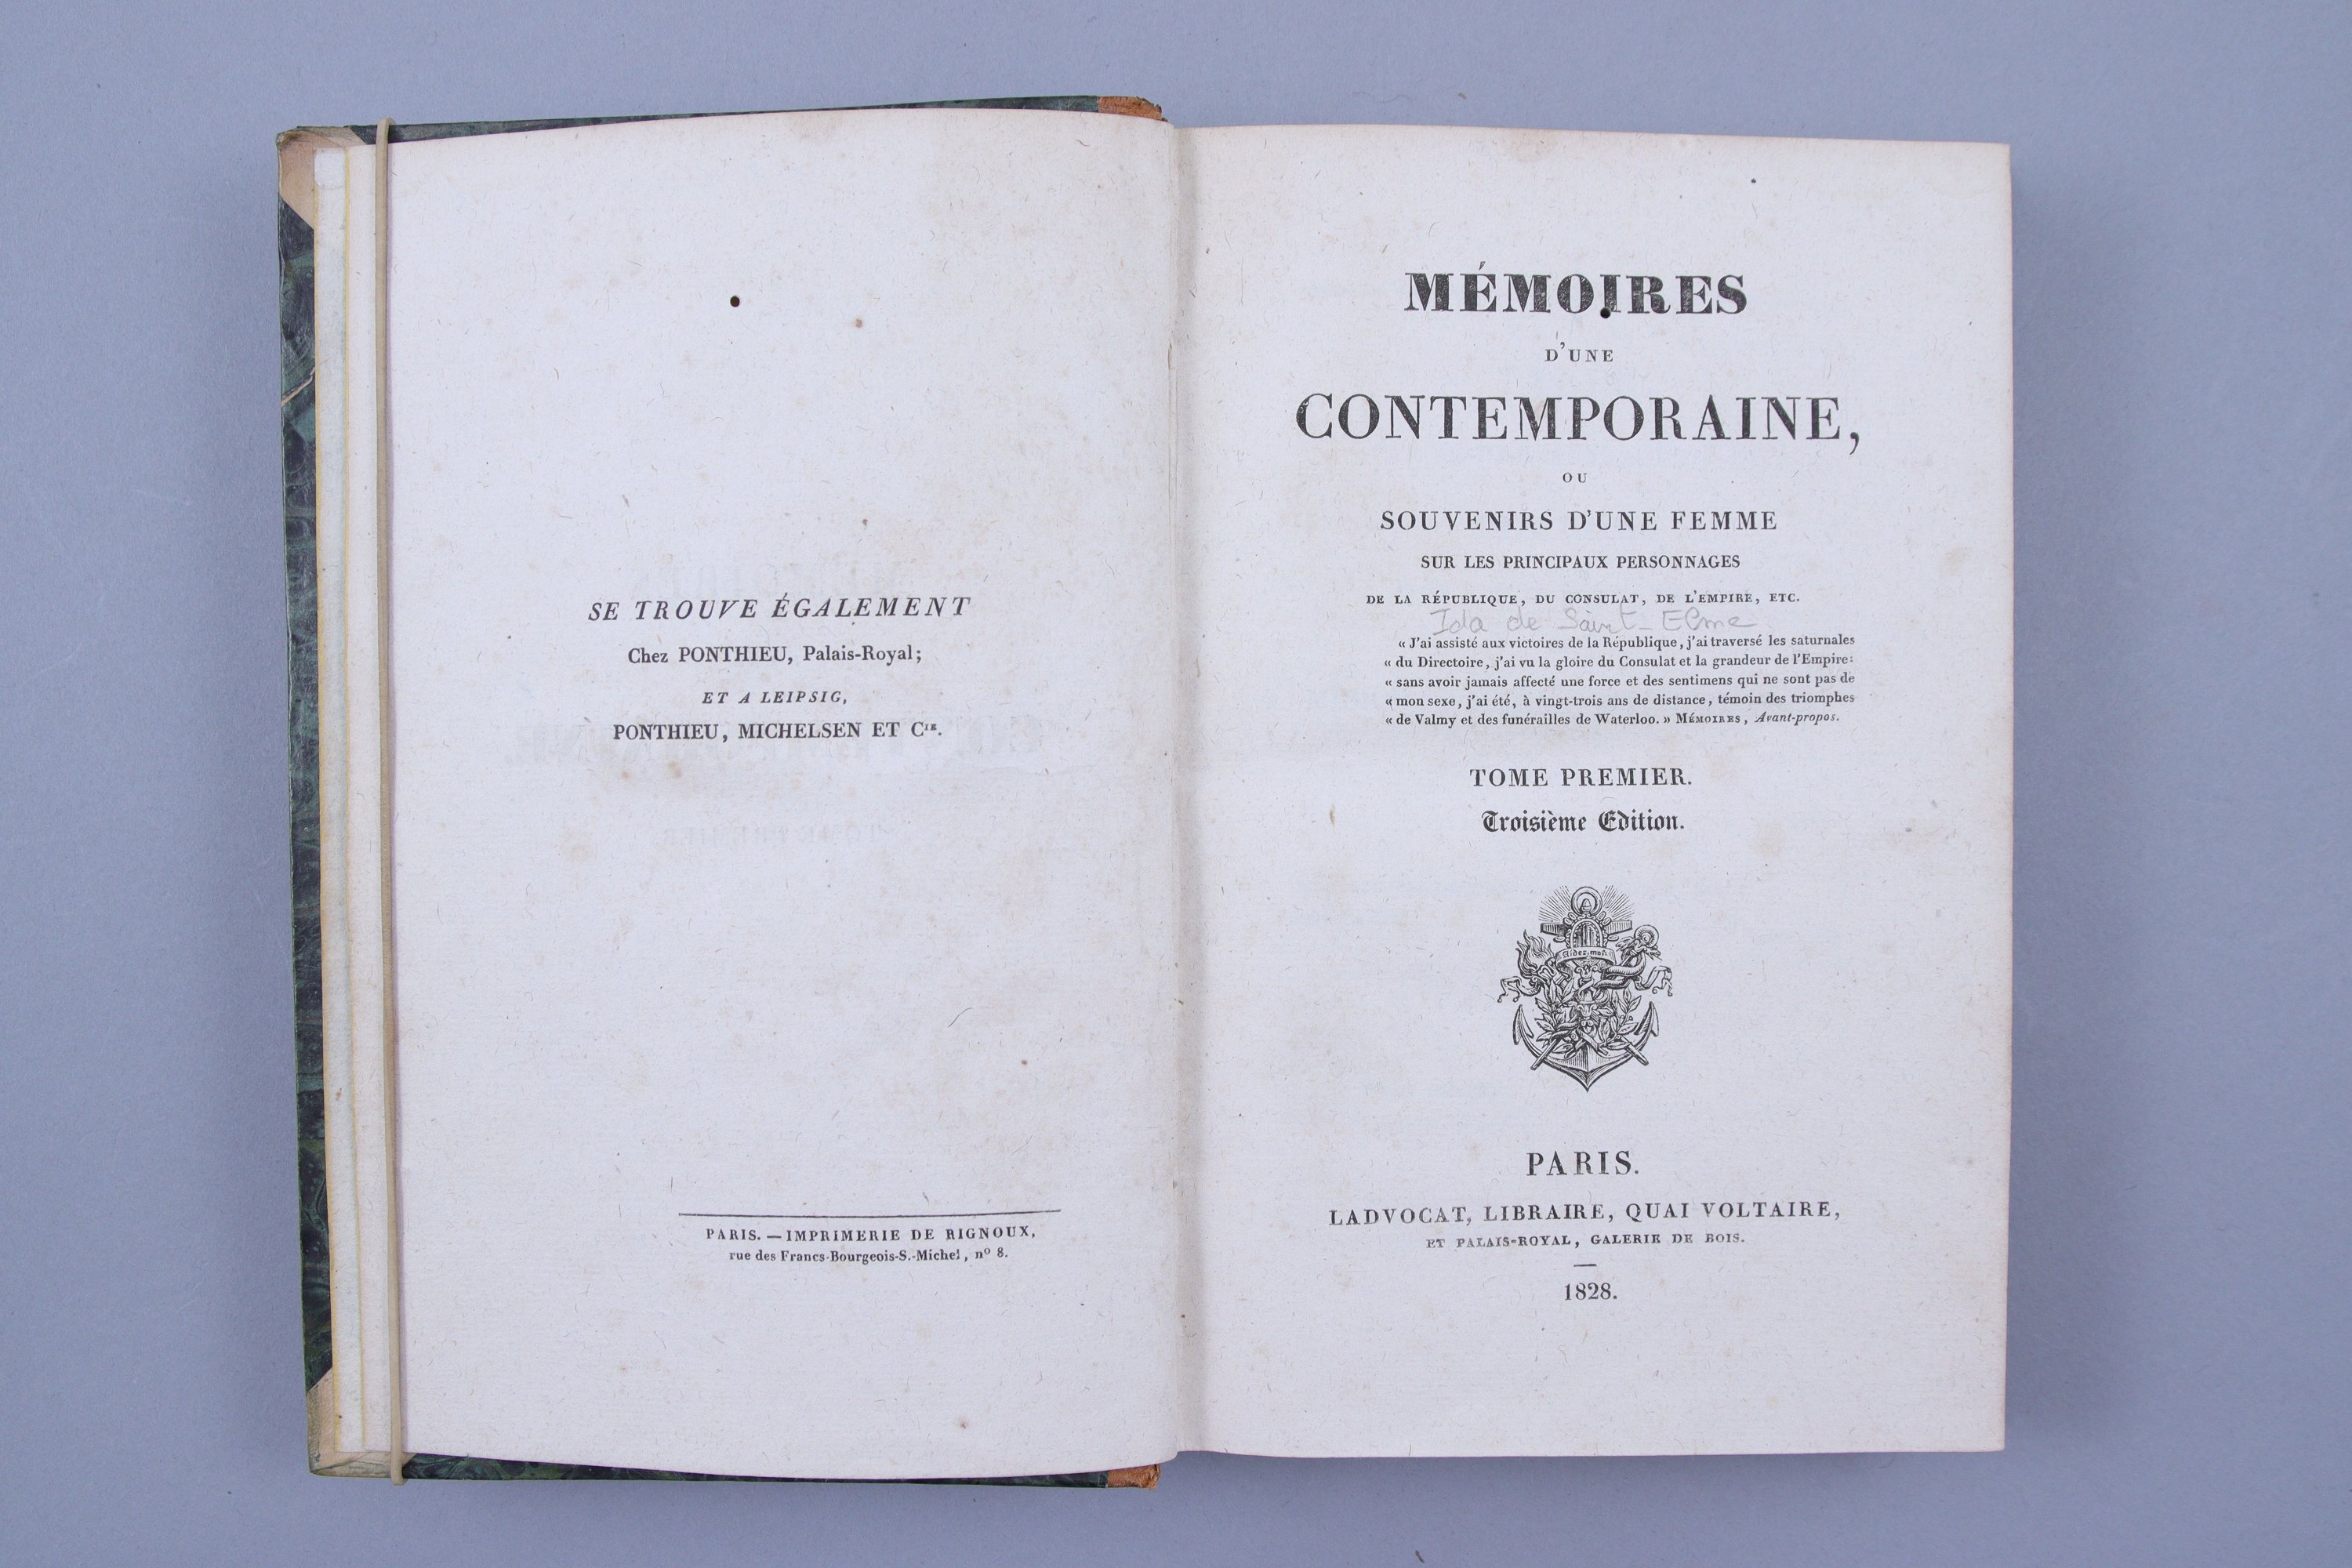 SE TROUVE ÉGALEMENT
Chez PONTHIEU, Palais-Royal;
ET A LEIPSIG,
PONTHIEU, MICHELSEN ET Cie.
PARIS. — IMPRIMERIE DE RIGNOUX,
rue des Francs-Bourgeois-S.-Michel, nº 8.
MÉMOIRES
D'UNE
CONTEMPORAINE,
OU
SOUVENIRS D'UNE FEMME
SUR LES PRINCIPAUX PERSONNAGES
DE LA RÉPUBLIQUE, DU CONSULAT, DE L'EMPIRE, ETC.
Ida de Saint-Elme
« J'ai assisté aux victoires de la République, j'ai traversé les saturnales
« du Directoire, j'ai vu la gloire du Consulat et la grandeur de l'Empire:
« sans avoir jamais affecté une force et des sentimens qui ne sont pas de
« mon sexe, j'ai été, à vingt-trois ans de distance, témoin des triomphes
« de Valmy et des funérailles de Waterloo. » MÉMOIRES, Avant-propos.
TOME PREMIER.
Troisième Edition.
Aidez-moi
PARIS.
LADVOCAT, LIBRAIRE, QUAI VOLTAIRE,
ET PALAIS-ROYAL, GALERIE DE BOIS.
1828.